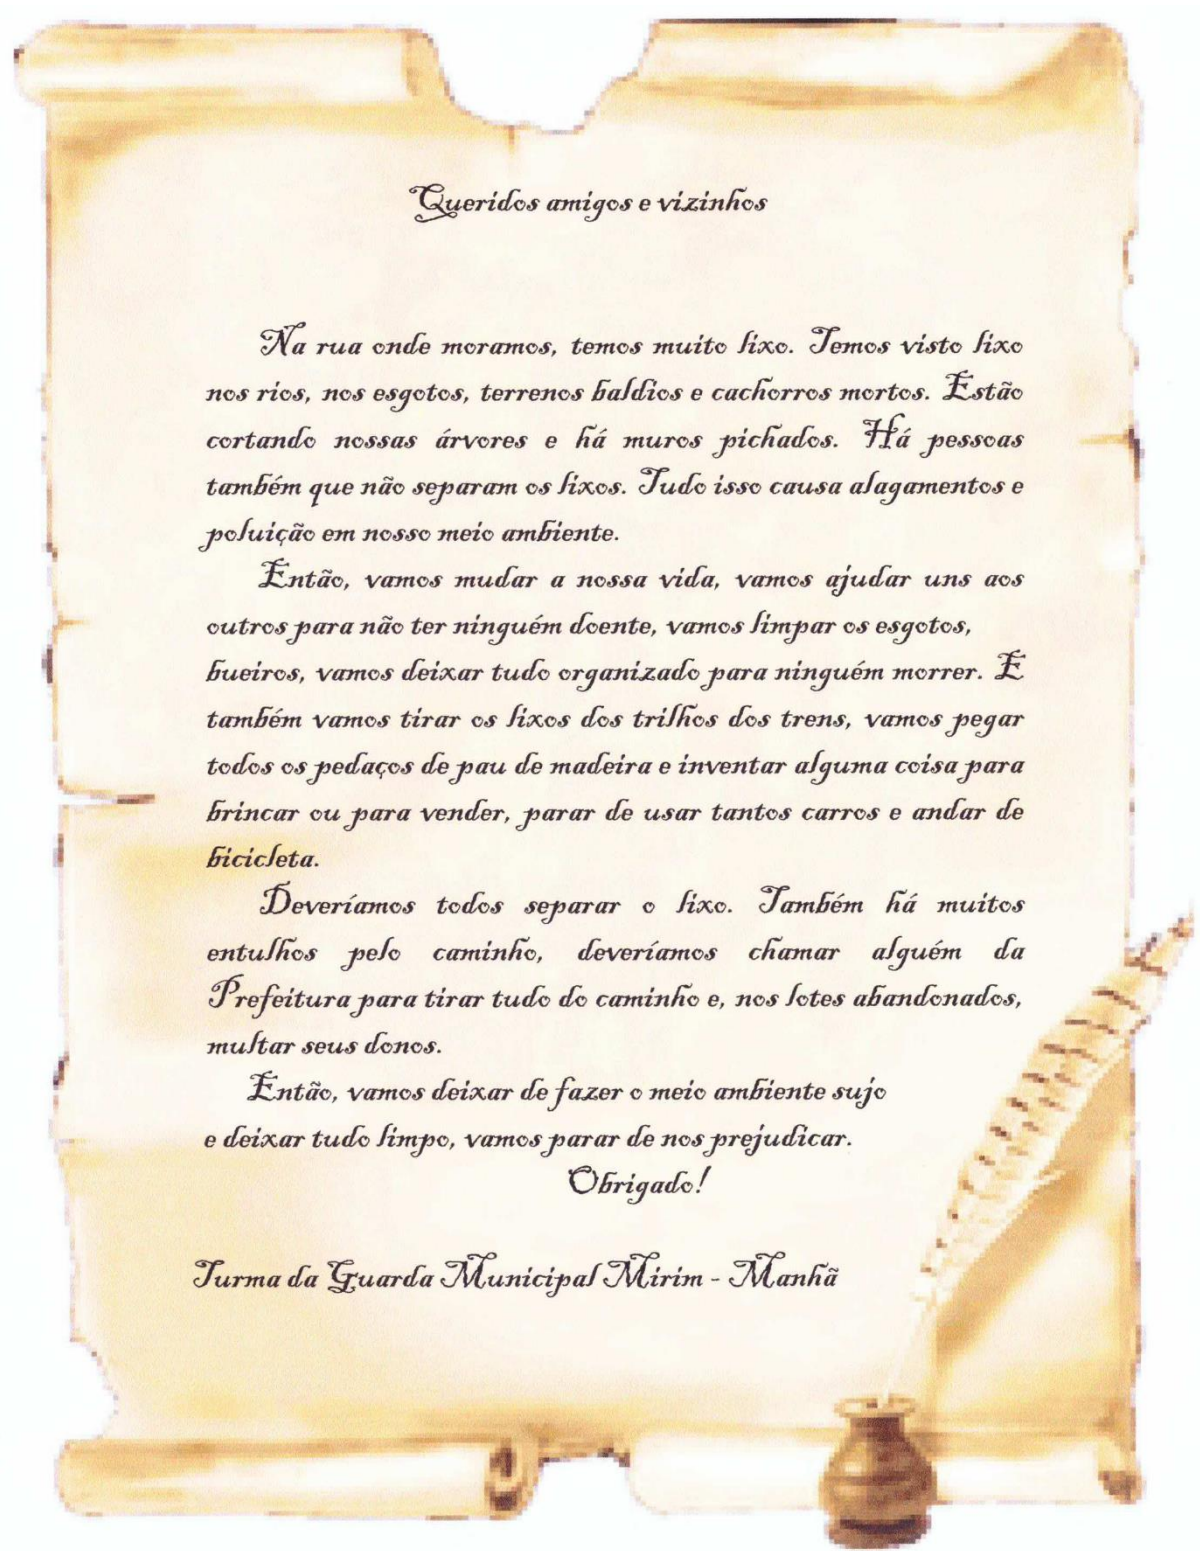 Queridos amigos e vizinhos
Na rua onde moramos, temos muito lixo. Temos visto lixo
nos rios, nos esgotos, terrenos baldios e cachorros mortos. Estão
cortando nossas árvores e há muros pichados. Há pessoas
também que não separam os lixos. Tudo isso causa alagamentos e
poluição em nosso meio ambiente.
Então, vamos mudar a nossa vida, vamos ajudar uns aos
outros para não ter ninguém doente, vamos limpar os esgotos,
bueiros, vamos deixar tudo organizado para ninguém morrer. E
também vamos tirar os lixos dos trilhos dos trens, vamos pegar
todos os pedaços de pau de madeira e inventar alguma coisa para
brincar ou para vender, parar de usar tantos carros e andar de
bicicleta.
Deveríamos todos separar o lixo. Também há muitos
entulhos pelo caminho, deveríamos chamar alguém da
Prefeitura para tirar tudo do caminho e, nos lotes abandonados,
multar seus donos.
Então, vamos deixar de fazer o meio ambiente sujo
e deixar tudo limpo, vamos parar de nos prejudicar.
Obrigado!
Turma da Guarda Municipal Mirim - Manhã